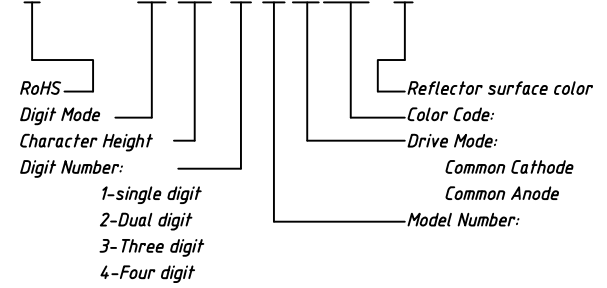 RoHS
Digit Mode
Character Height
Digit Number:
1-single digit
2-Dual digit
3-Three digit
4-Four digit
Reflector surface color
Color Code:
Drive Mode:
Common Cathode
Common Anode
Model Number: